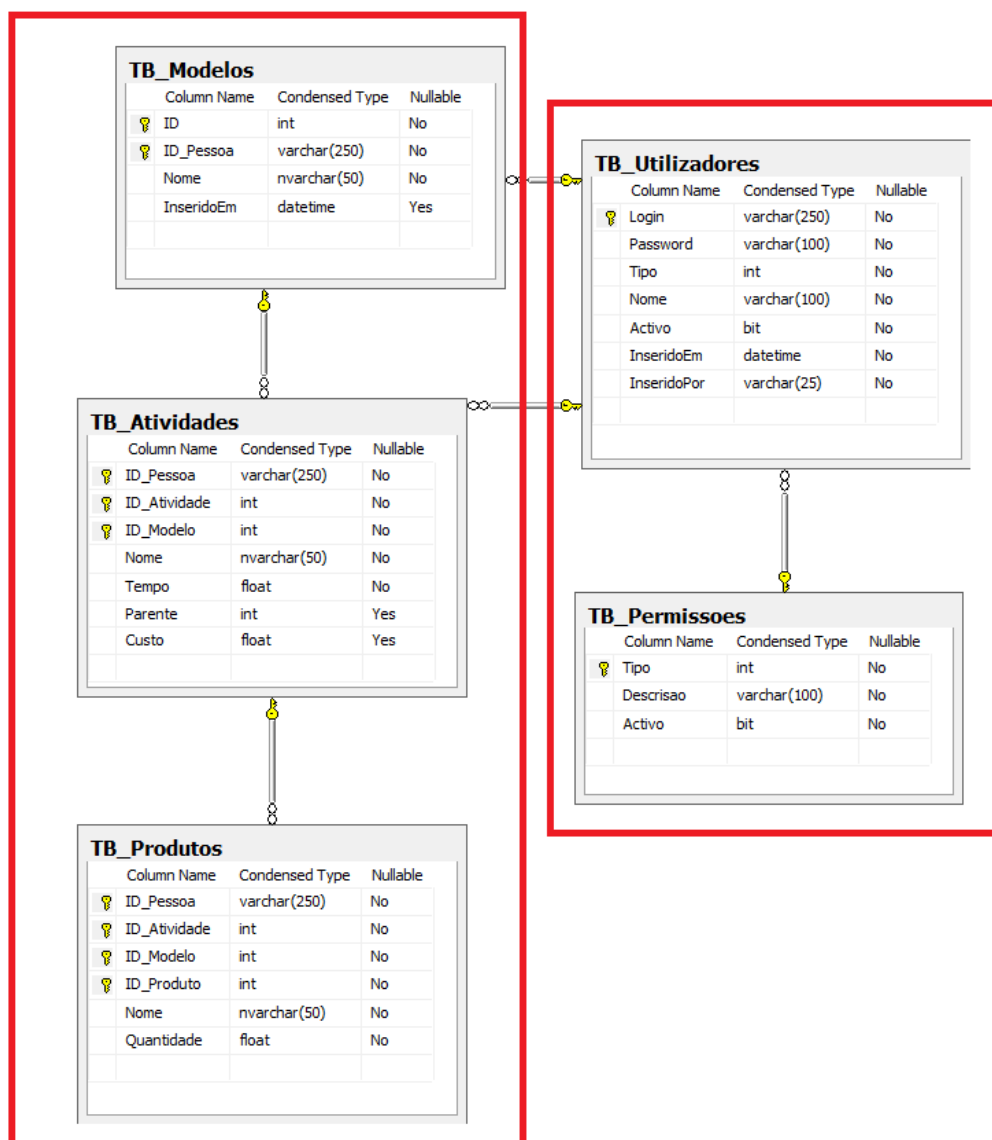 TB_Modelos
Column Name Condensed Type Nullable
ID int No
ID_Pessoa varchar(250) No
Nome nvarchar(50) No
InseridoEm datetime Yes
TB_Utilizadores
Column Name Condensed Type Nullable
Login varchar(250) No
Password varchar(100) No
Tipo int No
Nome varchar(100) No
Activo bit No
InseridoEm datetime No
InseridoPor varchar(25) No
TB_Atividades
Column Name Condensed Type Nullable
ID_Pessoa varchar(250) No
ID_Atividade int No
ID_Modelo int No
Nome nvarchar(50) No
Tempo float No
Parente int Yes
Custo float Yes
TB_Permissoes
Column Name Condensed Type Nullable
Tipo int No
Descrisao varchar(100) No
Activo bit No
TB_Produtos
Column Name Condensed Type Nullable
ID_Pessoa varchar(250) No
ID_Atividade int No
ID_Modelo int No
ID_Produto int No
Nome nvarchar(50) No
Quantidade float No